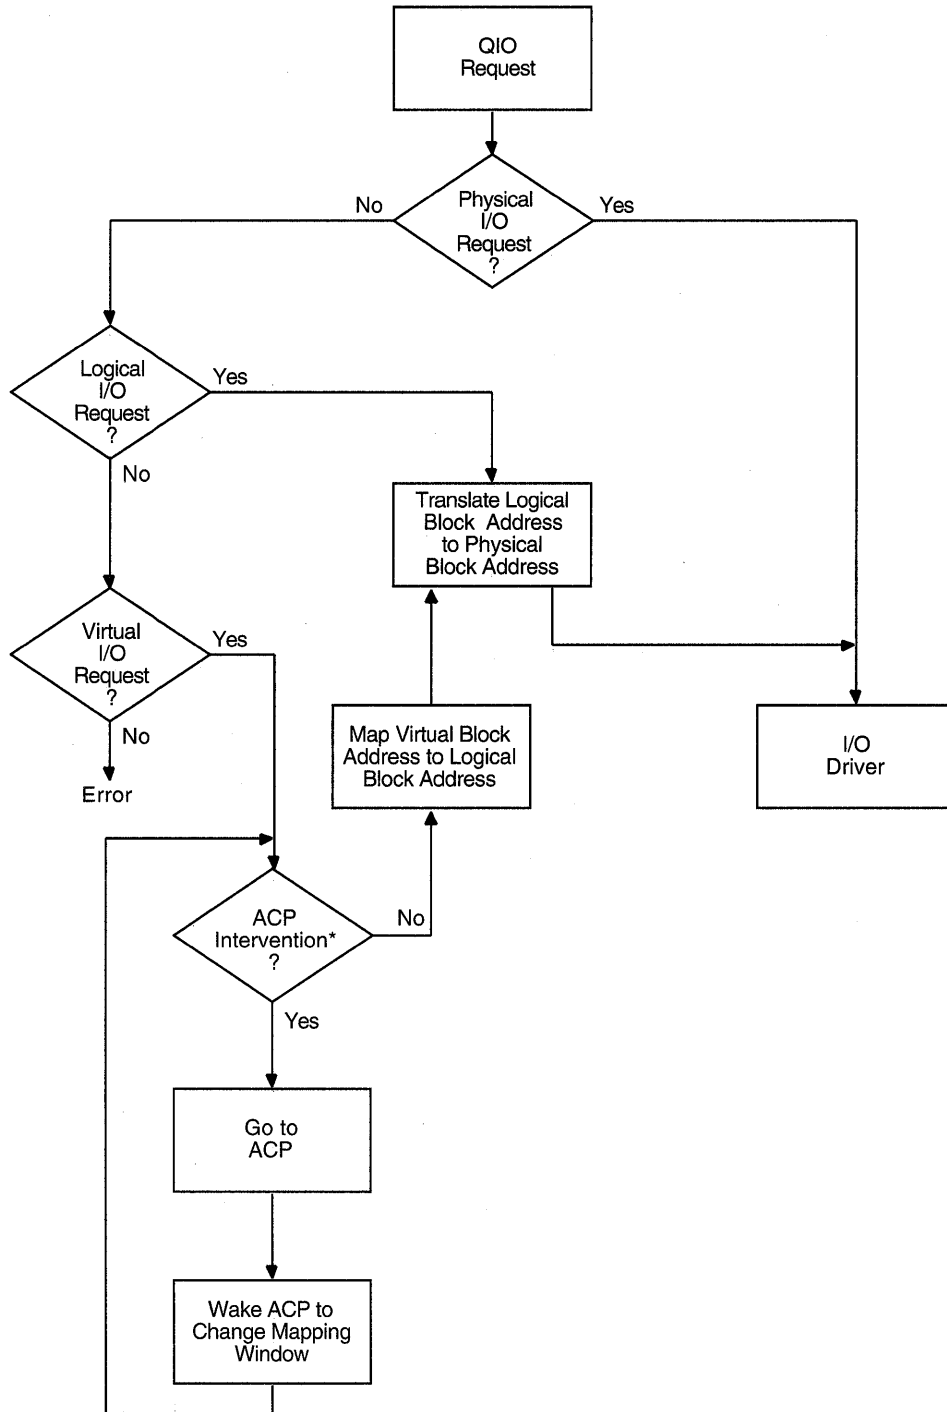 QIO
Request
No
Physical
I/O
Request
?
Yes
Logical
I/O
Request
?
Yes
No
Translate Logical
Block Address
to Physical
Block Address
Virtual
I/O
Request
?
Yes
No
Error
Map Virtual Block
Address to Logical
Block Address
I/O
Driver
ACP
Intervention*
?
No
Yes
Go to
ACP
Wake ACP to
Change Mapping
Window